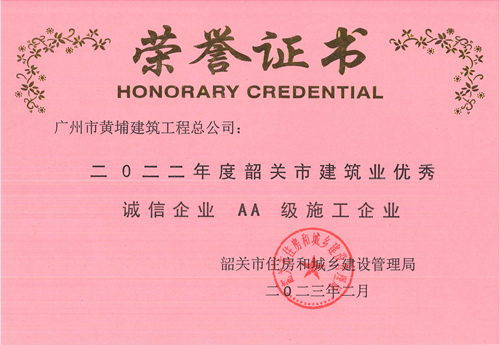 荣誉证书
HONORARY CREDENTIAL
广州市黄埔建筑工程总公司：
二０二二年度韶关市建筑业优秀
诚信企业 AA 级施工企业
韶关市住房和城乡建设管理局
二０二三年二月